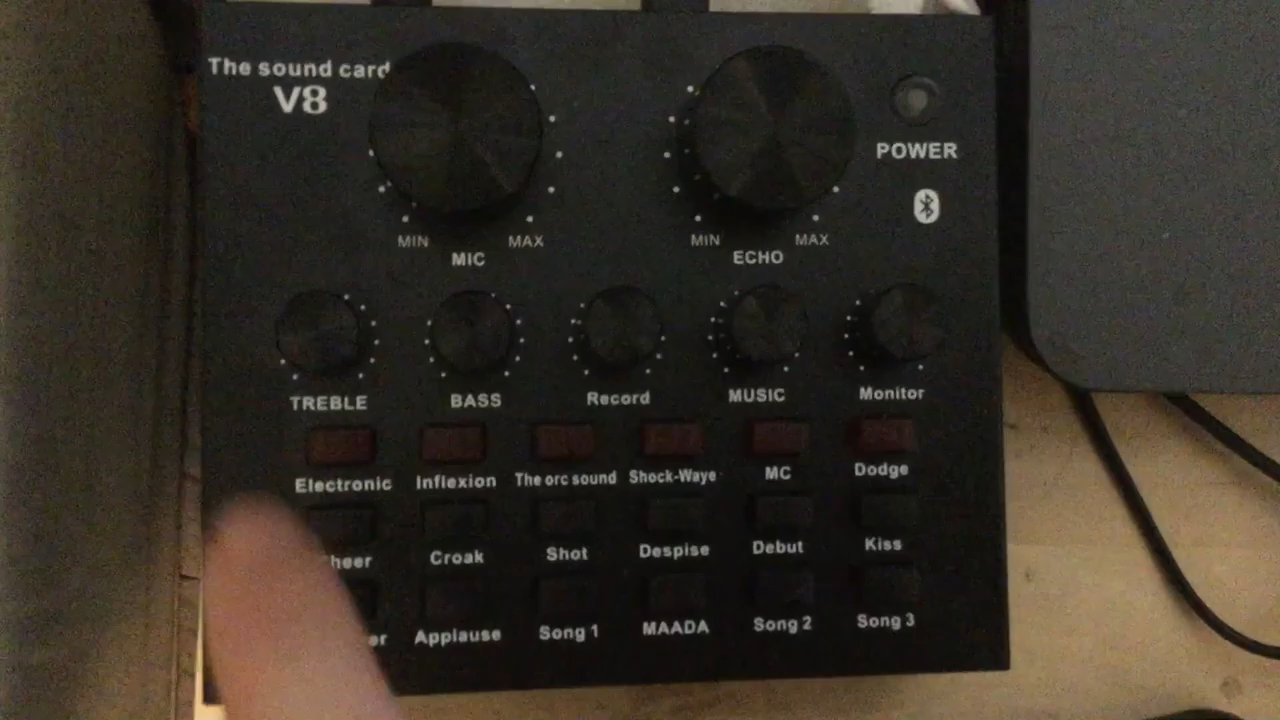 The sound card
V8
POWER
MIN MAX
MIC
MIN MAX
ECHO
TREBLE BASS Record MUSIC Monitor
Electronic Inflexion The orc sound Shock-Waye MC Dodge
heer Croak Shot Despise Debut Kiss
er Applause Song 1 MAADA Song 2 Song 3